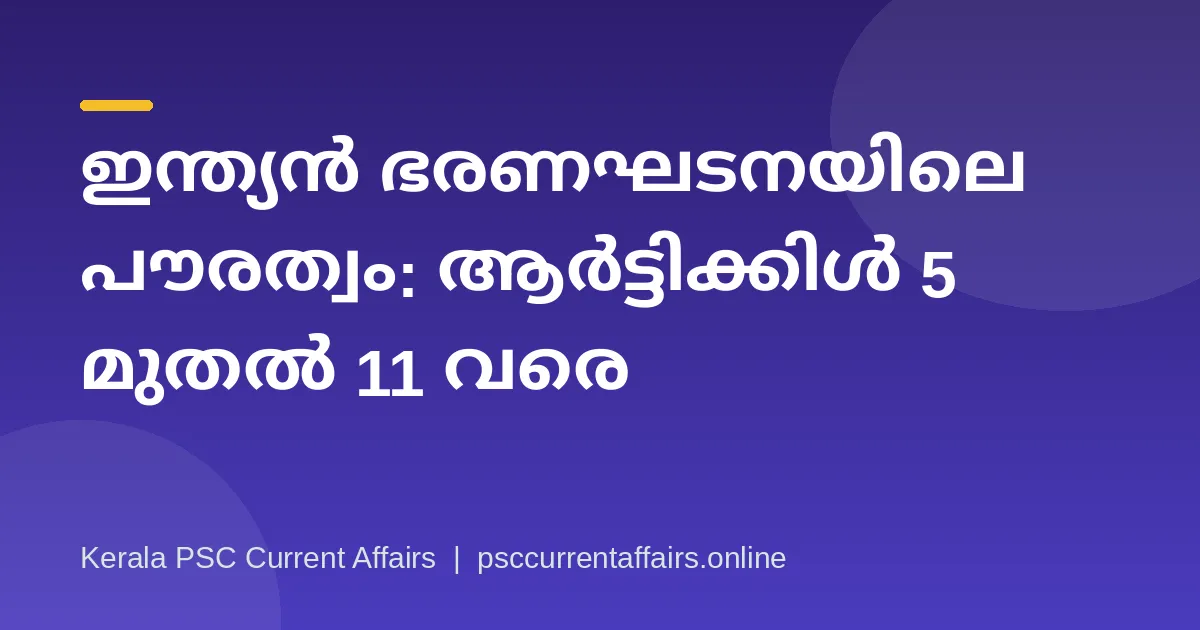 ഇന്ത്യൻ ഭരണഘടനയിലെ
പൗരത്വം: ആർട്ടിക്കിൾ 5
മുതൽ 11 വരെ
Kerala PSC Current Affairs | psccurrentaffairs.online